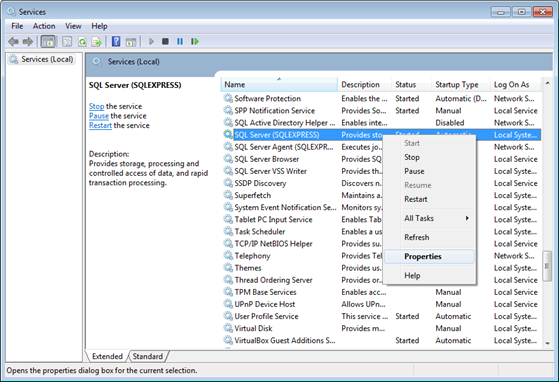 Services
File Action View Help
Services (Local)
Services (Local)
SQL Server (SQLEXPRESS)
Stop the service
Pause the service
Restart the service
Description:
Provides storage, processing and
controlled access of data, and rapid
transaction processing.
Name Description Status Startup Type Log On As
Software Protection Enables the ... Started Automatic (D... Network S...
SPP Notification Service Provides So... Started Manual Local Service
SQL Active Directory Helper ... Enables inte... Disabled Network S...
SQL Server (SQLEXPRESS) Provides sto... Started Automatic Local Syste...
SQL Server Agent (SQLEXPR... Executes jo... Network S...
SQL Server Browser Provides SQ... Local Service
SQL Server VSS Writer Provides th... Local Syste...
SSDP Discovery Discovers n... Local Service
Superfetch Maintains a... Local Syste...
System Event Notification Se... Monitors sy... Local Syste...
Tablet PC Input Service Enables Tab... Local Syste...
Task Scheduler Enables a us... Local Syste...
TCP/IP NetBIOS Helper Provides su... Local Service
Telephony Provides Tel... Network S...
Themes Provides us... Local Syste...
Thread Ordering Server Provides or... Local Service
TPM Base Services Enables acc... Manual Local Service
UPnP Device Host Allows UPn... Manual Local Service
User Profile Service This service ... Started Automatic Local Syste...
Virtual Disk Provides m... Manual Local Syste...
VirtualBox Guest Additions S... Started Automatic Local Syste...
Start
Stop
Pause
Resume
Restart
All Tasks
Refresh
Properties
Help
Extended Standard
Opens the properties dialog box for the current selection.